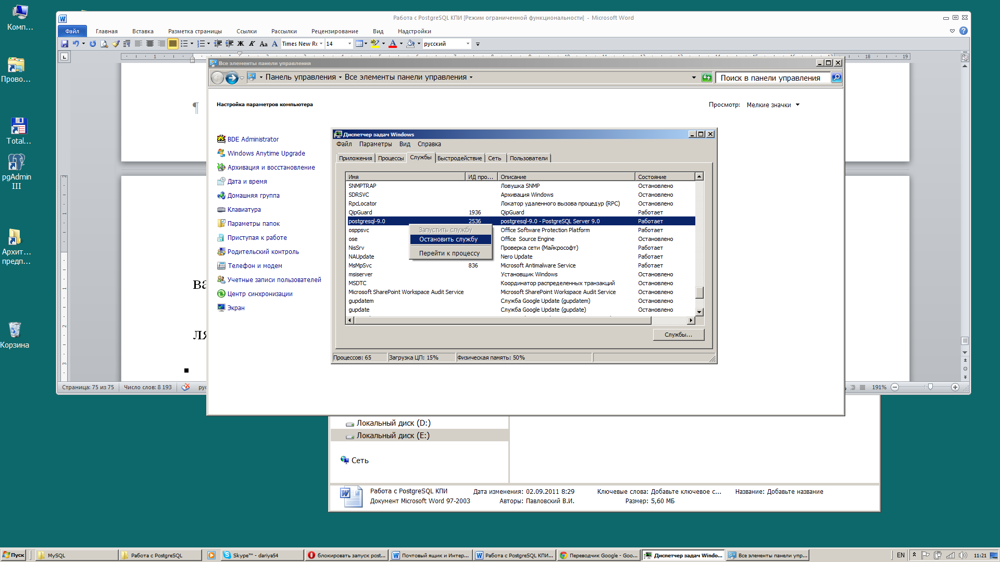 Комп...
Прово...
Total...
pgAdmin
III
Архит...
предп...
Корзина
Работа с PostgreSQL КПИ [Режим ограниченной функциональности] - Microsoft Word
Файл Главная Вставка Разметка страницы Ссылки Рассылки Рецензирование Вид Надстройки
Times New Rc 14 русский
Все элементы панели управления
Панель управления Все элементы панели управления
Поиск в панели управления
Настройка параметров компьютера
Просмотр: Мелкие значки
BDE Administrator
Windows Anytime Upgrade
Архивация и восстановление
Дата и время
Домашняя группа
Клавиатура
Параметры папок
Приступая к работе
Родительский контроль
Телефон и модем
Учетные записи пользователей
Центр синхронизации
Экран
Диспетчер задач Windows
Файл Параметры Вид Справка
Приложения Процессы Службы Быстродействие Сеть Пользователи
Имя ИД про... Описание Состояние
SNMPTRAP Ловушка SNMP Остановлено
SDRSVC Архивация Windows Остановлено
RpcLocator Локатор удаленного вызова процедур (RPC) Остановлено
QipGuard 1936 QipGuard Работает
postgresql-9.0 2536 postgresql-9.0 - PostgreSQL Server 9.0 Работает
osppsvc Office Software Protection Platform Остановлено
ose Office Source Engine Остановлено
NisSrv Проверка сети (Майкрософт) Остановлено
NAUpdate Nero Update Работает
MsMpSvc 836 Microsoft Antimalware Service Работает
msiserver Установщик Windows Остановлено
MSDTC Координатор распределенных транзакций Остановлено
Microsoft SharePoint Workspace Audit Service Microsoft SharePoint Workspace Audit Service Остановлено
gupdatem Служба Google Update (gupdatem) Остановлено
gupdate Служба Google Update (gupdate) Остановлено
Запустить службу
Остановить службу
Перейти к процессу
Службы...
Процессов: 65 Загрузка ЦП: 15% Физическая память: 50%
ва
ля
Страница: 75 из 75 Число слов: 8 193 рус
191%
Локальный диск (D:)
Локальный диск (E:)
Сеть
Работа с PostgreSQL КПИ Дата изменения: 02.09.2011 8:29 Ключевые слова: Добавьте ключевое с... Название: Добавьте название
Документ Microsoft Word 97-2003 Авторы: Павловский В.И. Размер: 5,60 МБ
Пуск MySQL Работа с PostgreSQL Skype™ - dariya54 блокировать запуск post... Почтовый ящик и Интер... Работа с PostgreSQL КПИ... Переводчик Google - Goo... Диспетчер задач Windo... Все элементы панели упр... EN 11:21